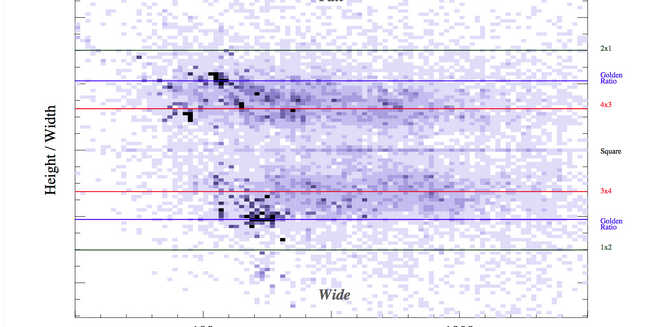 2x1
Golden
Ratio
4x3
Height / Width
Square
3x4
Golden
Ratio
1x2
Wide